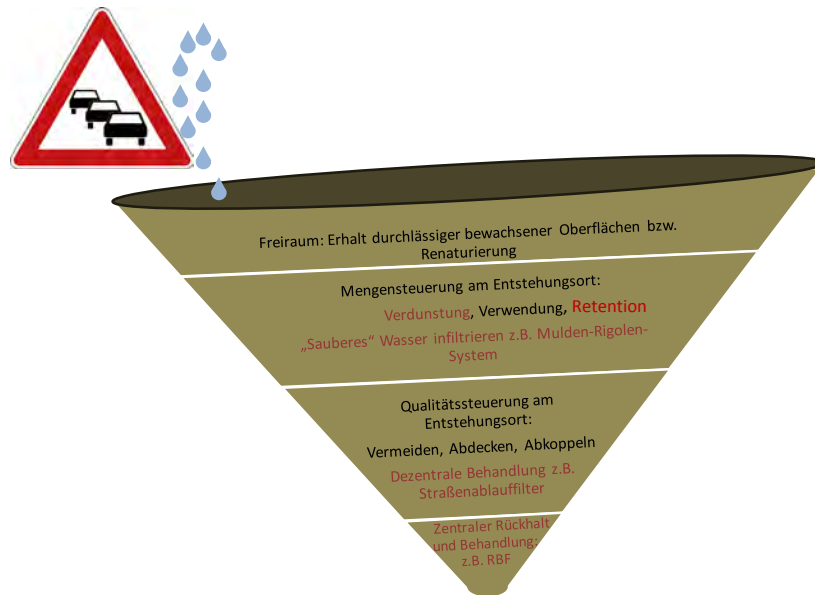 Freiraum: Erhalt durchlässiger bewachsener Oberflächen bzw.
Renaturierung
Mengensteuerung am Entstehungsort:
Verdunstung, Verwendung, Retention
„Sauberes“ Wasser infiltrieren z.B. Mulden-Rigolen-
System
Qualitätssteuerung am
Entstehungsort:
Vermeiden, Abdecken, Abkoppeln
Dezentrale Behandlung z.B.
Straßenablauffilter
Zentraler Rückhalt
und Behandlung:
z.B. RBF